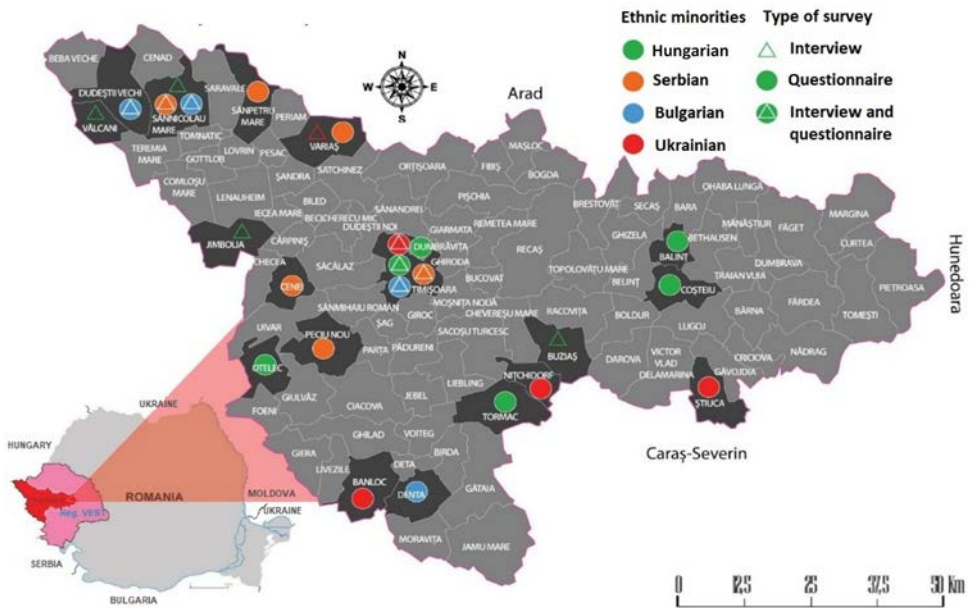 Ethnic minorities
Hungarian
Serbian
Bulgarian
Ukrainian
Type of survey
Interview
Questionnaire
Interview and
questionnaire
N
W
E
S
Arad
Hunedoara
Caraș-Severin
BEBA VECHE
CENAD
DUDEȘTII VECHI
SARAVALE
VĂLCANI
SÂNNICOLAU
MARE
SÂNPETRU
MARE
PERIAM
TOMNATIC
VARIAȘ
TEREMIA
MARE
LOVRIN
PESAC
GOTTLOB
SATCHINEZ
COMLOȘU
MARE
ȘANDRA
ORȚIȘOARA
FIBIȘ
MAȘLOC
BOGDA
LENAUHEIM
BILED
PIȘCHIA
BRESTOVĂȚ
SECAȘ
OHABA LUNGĂ
BARA
IECEA MARE
BECICHERECU MIC
SÂNANDREI
DUDEȘTII NOI
GIARMATA
REMETEA MARE
MĂNĂȘTIUR
MARGINA
JIMBOLIA
CĂRPINIȘ
DUMBRĂVIȚA
GHIZELA
BETHAUSEN
FĂGET
CURTEA
CHECEA
SĂCĂLAZ
GHIRODA
RECAȘ
BALINȚ
DUMBRAVA
TOPOLOVĂȚU MARE
TRAIAN VUIA
PIETROASA
CENEI
TIMIȘOARA
BUCOVAT
BELINȚ
COȘTEIU
SÂNMIHAIU ROMAN
MOȘNIȚA NOUĂ
CHEVEREȘU MARE
FÂRDEA
UIVAR
GIROC
RACOVIȚA
BOLDUR
BÂRNA
TOMEȘTI
ȘAG
PECIU NOU
SACOȘU TURCESC
LUGOJ
PARȚA
PĂDURENI
BUZIAȘ
DAROVA
VICTOR
VLAD
DELAMARINA
CRICIOVA
NĂDRAG
OTELEC
NIȚCHIDORF
GĂVOJDIA
GIULVĂZ
LIEBLING
ȘTIUCA
FOENI
CIACOVA
JEBEL
TORMAC
GHILAD
VOITEG
GIERA
BIRDA
LIVEZILE
DETA
BANLOC
DENTA
GĂTAIA
MORAVIȚA
JAMU MARE
UKRAINE
HUNGARY
ROMANIA
MOLDOVA
Reg. VEST
UKRAINE
SERBIA
BULGARIA
0
12,5
25
37,5
50 Km